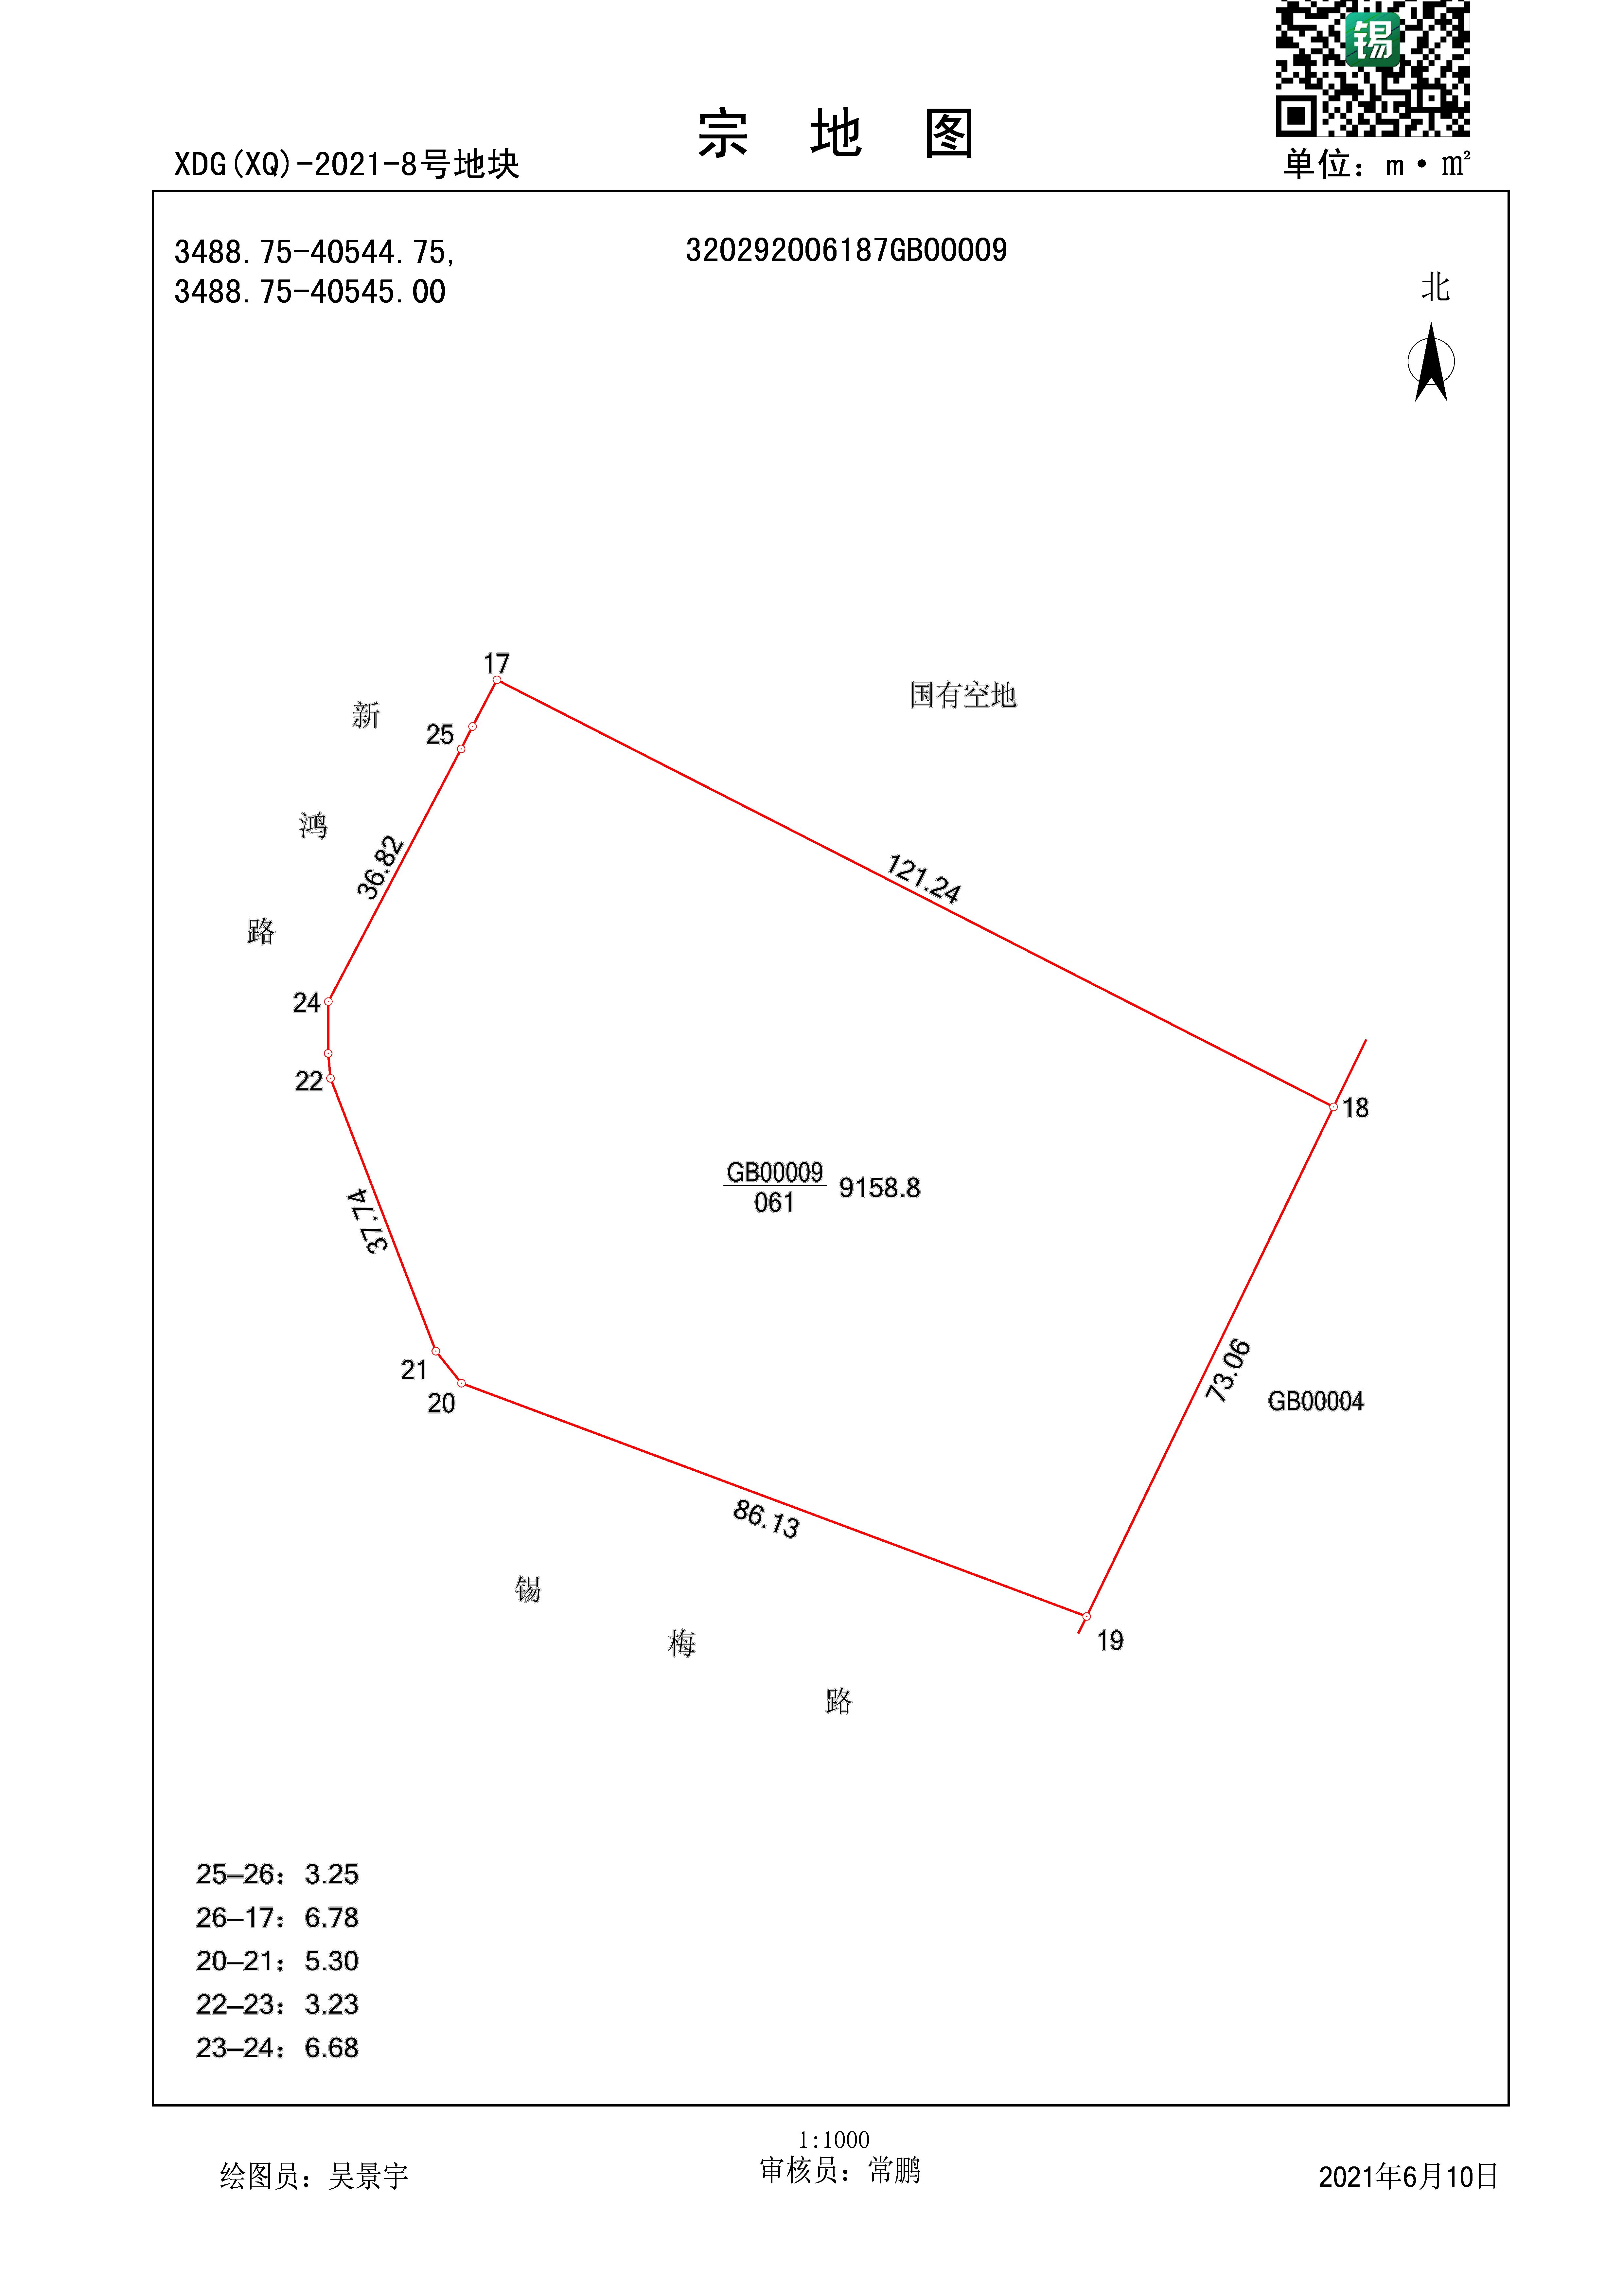 锡
宗 地 图
XDG(XQ)-2021-8号地块
单位：m·㎡
3488.75-40544.75,
3488.75-40545.00
320292006187GB00009
北
17
国有空地
新
25
鸿
36.82
121.24
路
24
22
18
GB00009
061
9158.8
37.74
73.06
21
GB00004
20
86.13
锡
19
梅
路
25—26：3.25
26—17：6.78
20—21：5.30
22—23：3.23
23—24：6.68
1:1000
绘图员：吴景宇
审核员：常鹏
2021年6月10日